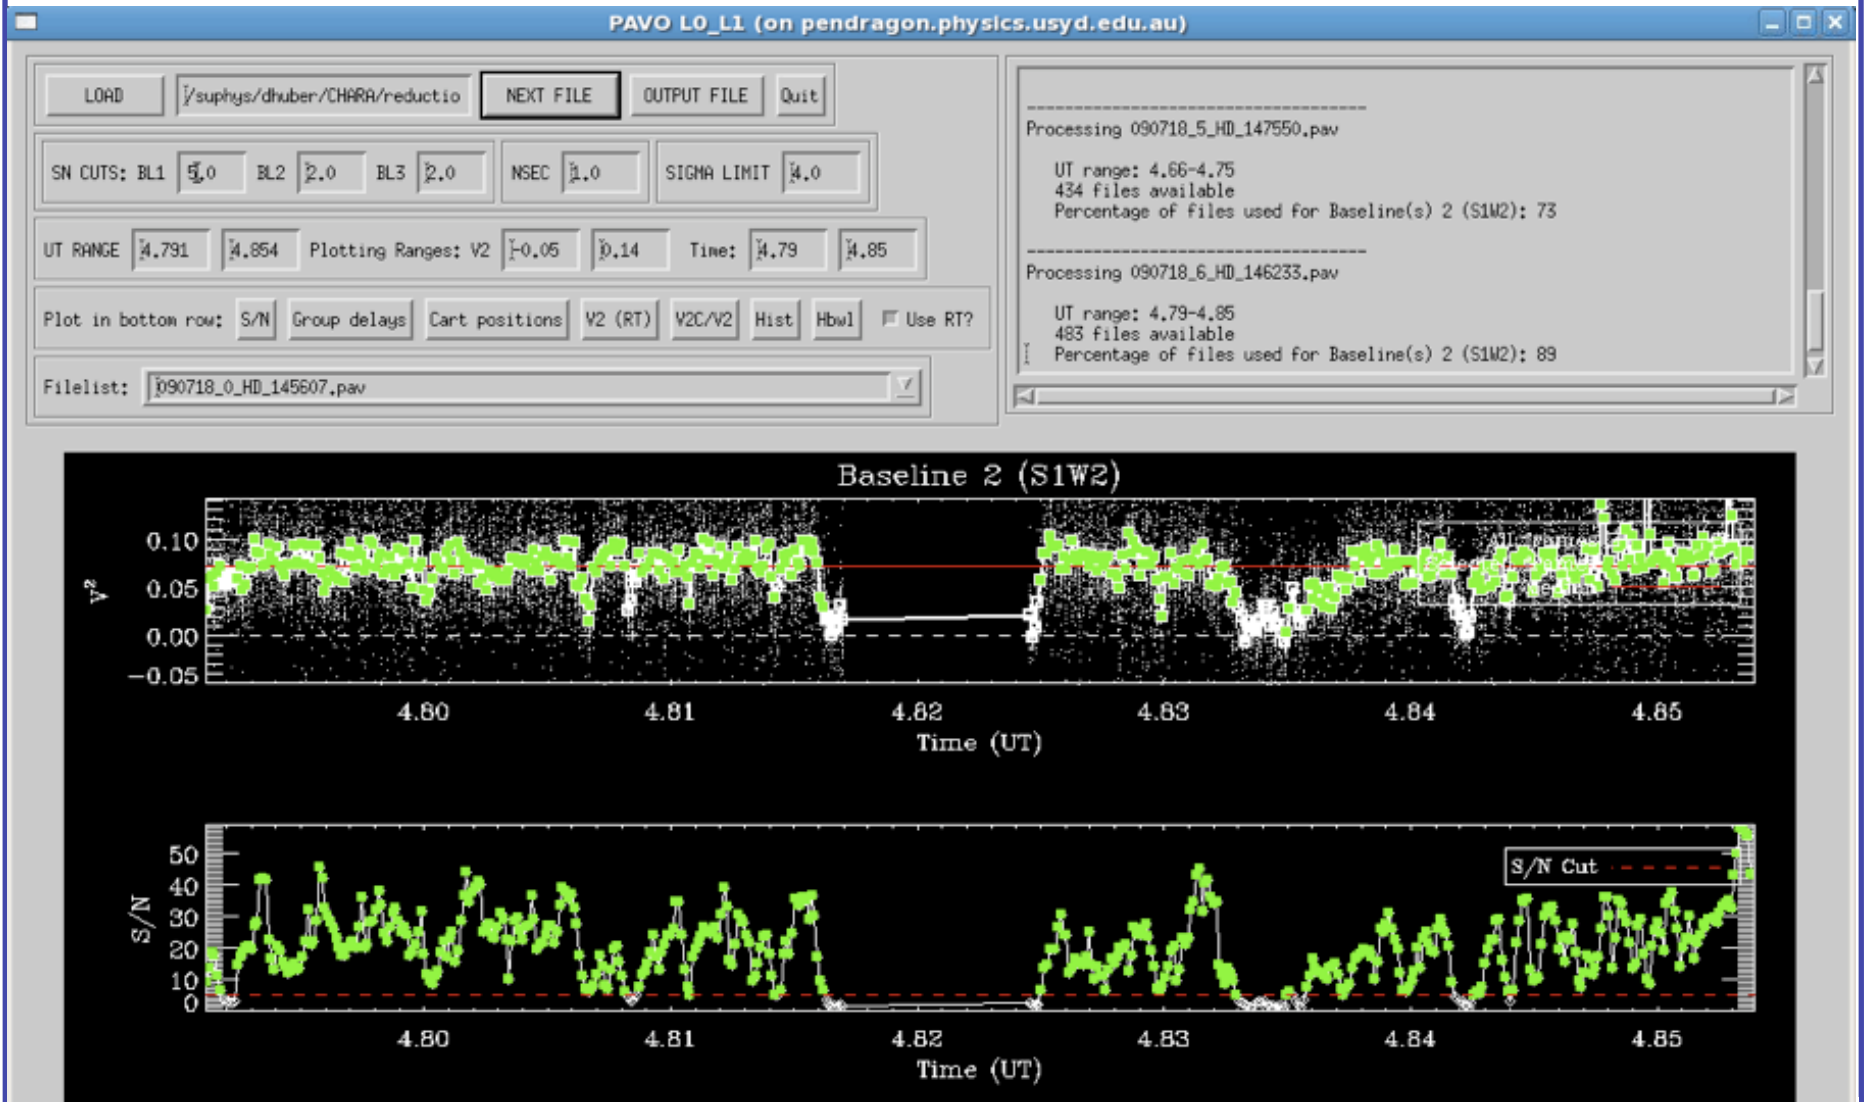 PAVO L0_L1 (on pendragon.physics.usyd.edu.au)
LOAD /suphys/dhuber/CHARA/reductio NEXT FILE OUTPUT FILE Quit
SN CUTS: BL1 5.0 BL2 2.0 BL3 2.0 NSEC 1.0 SIGMA LIMIT 4.0
UT RANGE 4.791 4.854 Plotting Ranges: V2 -0.05 0.14 Time: 4.79 4.85
Plot in bottom row: S/N Group delays Cart positions V2 (RT) V2C/V2 Hist Hbwl Use RT?
Filelist: 090718_0_HD_145607.pav
------------------------------------
Processing 090718_5_HD_147550.pav
UT range: 4.66-4.75
434 files available
Percentage of files used for Baseline(s) 2 (S1W2): 73
------------------------------------
Processing 090718_6_HD_146233.pav
UT range: 4.79-4.85
483 files available
Percentage of files used for Baseline(s) 2 (S1W2): 89
Baseline 2 (S1W2)
V²
0.10
0.05
0.00
-0.05
4.80 4.81 4.82 4.83 4.84 4.85
Time (UT)
S/N
50
40
30
20
10
0
S/N Cut
4.80 4.81 4.82 4.83 4.84 4.85
Time (UT)